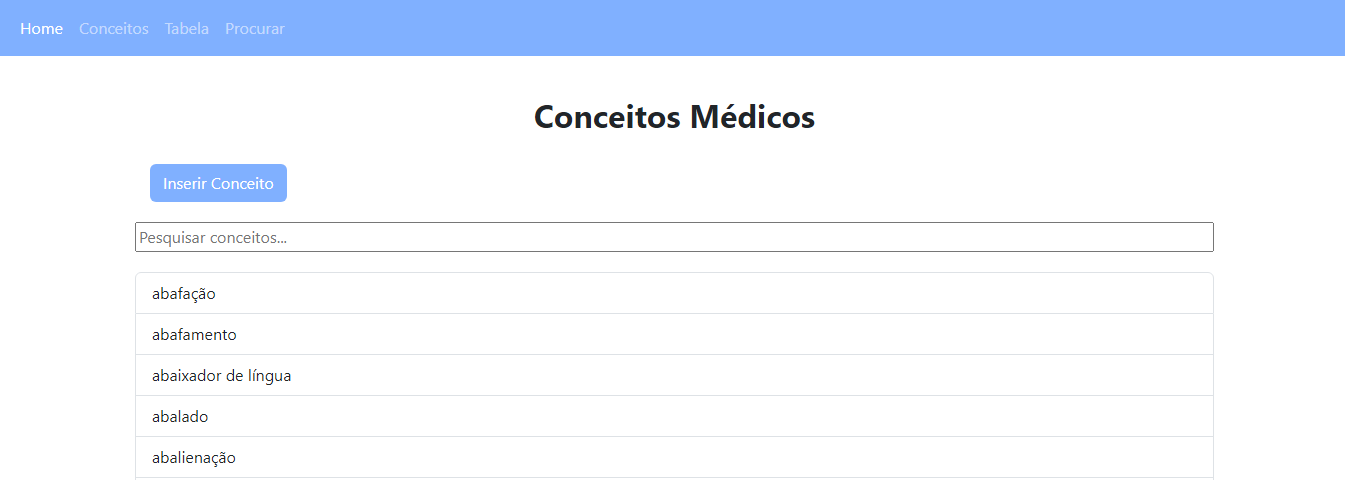 Home Conceitos Tabela Procurar
Conceitos Médicos
Inserir Conceito
Pesquisar conceitos...
abafação
abafamento
abaixador de língua
abalado
abalienação